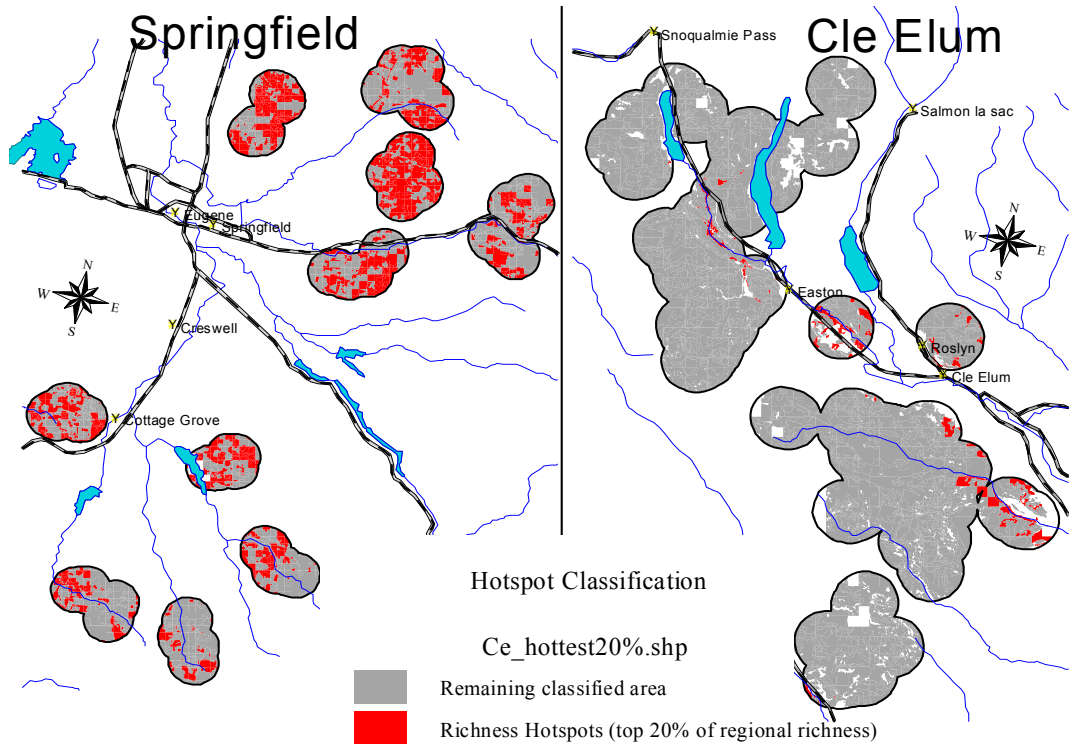 Springfield
Eugene
Springfield
N
W
E
S
Creswell
Cottage Grove
Cle Elum
Snoqualmie Pass
Salmon la sac
N
W
E
S
Easton
Roslyn
Cle Elum
Hotspot Classification
Ce_hottest20%.shp
Remaining classified area
Richness Hotspots (top 20% of regional richness)